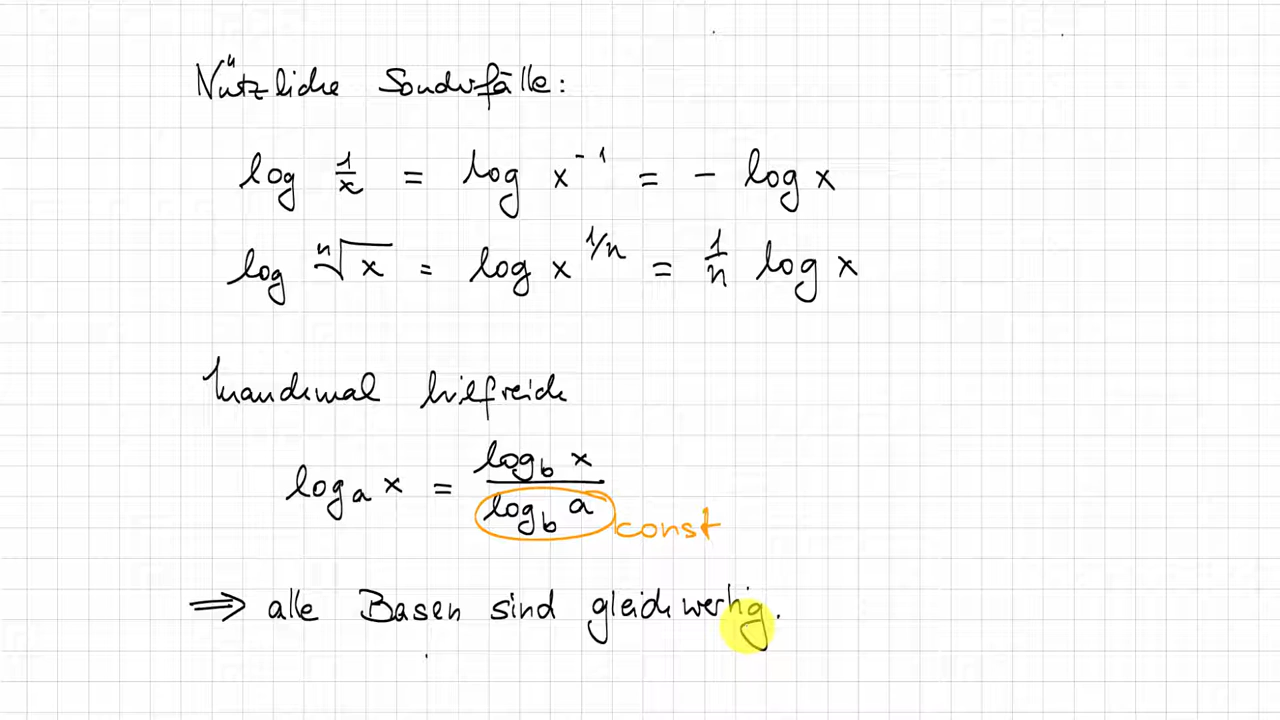 Nützliche Sonderfälle:
log 1/x = log x^-1 = - log x
log ⁿ√x = log x^1/n = 1/n log x
Manchmal hilfreich
log_a x = log_b x / log_b a const
⇒ alle Basen sind gleichwertig.